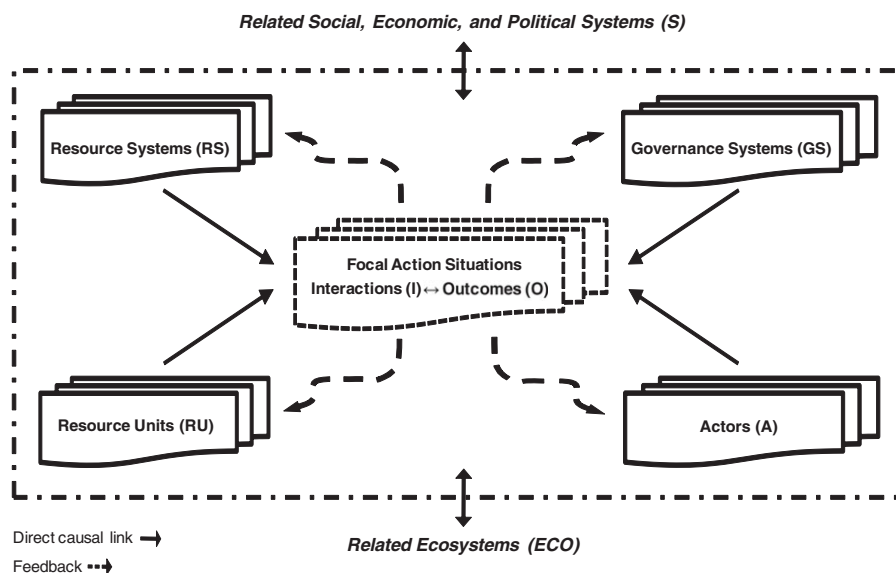 Related Social, Economic, and Political Systems (S)
Resource Systems (RS)
Governance Systems (GS)
Focal Action Situations
Interactions (I) ↔ Outcomes (O)
Resource Units (RU)
Actors (A)
Direct causal link
Related Ecosystems (ECO)
Feedback